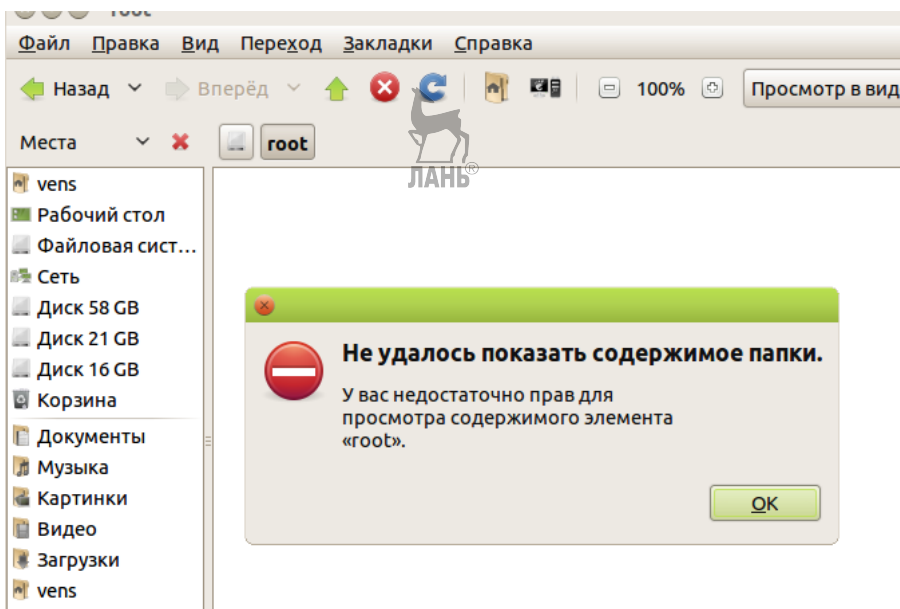 Файл Правка Вид Переход Закладки Справка
Назад Вперёд 100% Просмотр в вид
Места root
ЛАНЬ®
vens
Рабочий стол
Файловая сист...
Сеть
Диск 58 GB
Диск 21 GB
Диск 16 GB
Корзина
Документы
Музыка
Картинки
Видео
Загрузки
vens
Не удалось показать содержимое папки.
У вас недостаточно прав для
просмотра содержимого элемента
«root».
OK